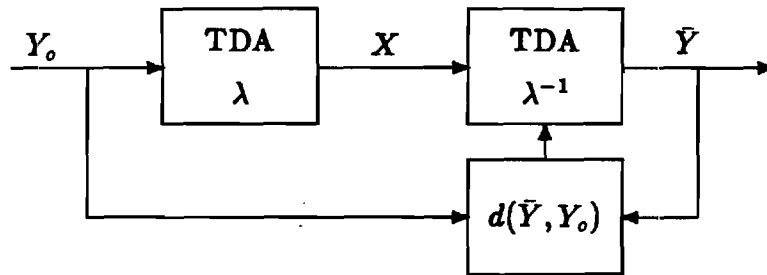 Y_o
TDA
λ
X
TDA
λ^{-1}
Ȳ
d(Ȳ, Y_o)